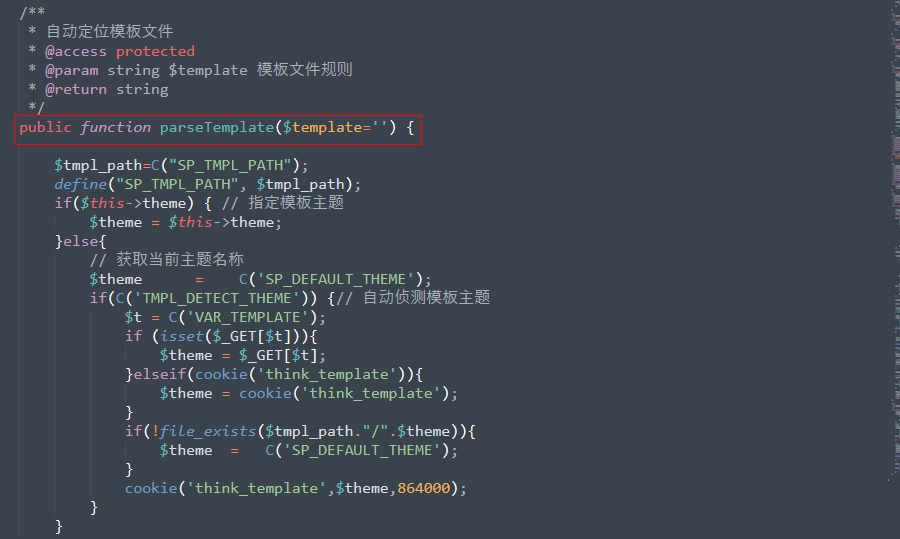 /**
 * 自动定位模板文件
 * @access protected
 * @param string $template 模板文件规则
 * @return string
 */
public function parseTemplate($template='') {
    $tmpl_path=C("SP_TMPL_PATH");
    define("SP_TMPL_PATH", $tmpl_path);
    if($this->theme) { // 指定模板主题
        $theme = $this->theme;
    }else{
        // 获取当前主题名称
        $theme      =    C('SP_DEFAULT_THEME');
        if(C('TMPL_DETECT_THEME')) {// 自动侦测模板主题
            $t = C('VAR_TEMPLATE');
            if (isset($_GET[$t])){
                $theme = $_GET[$t];
            }elseif(cookie('think_template')){
                $theme = cookie('think_template');
            }
            if(!file_exists($tmpl_path."/".$theme)){
                $theme  =   C('SP_DEFAULT_THEME');
            }
            cookie('think_template',$theme,864000);
        }
    }